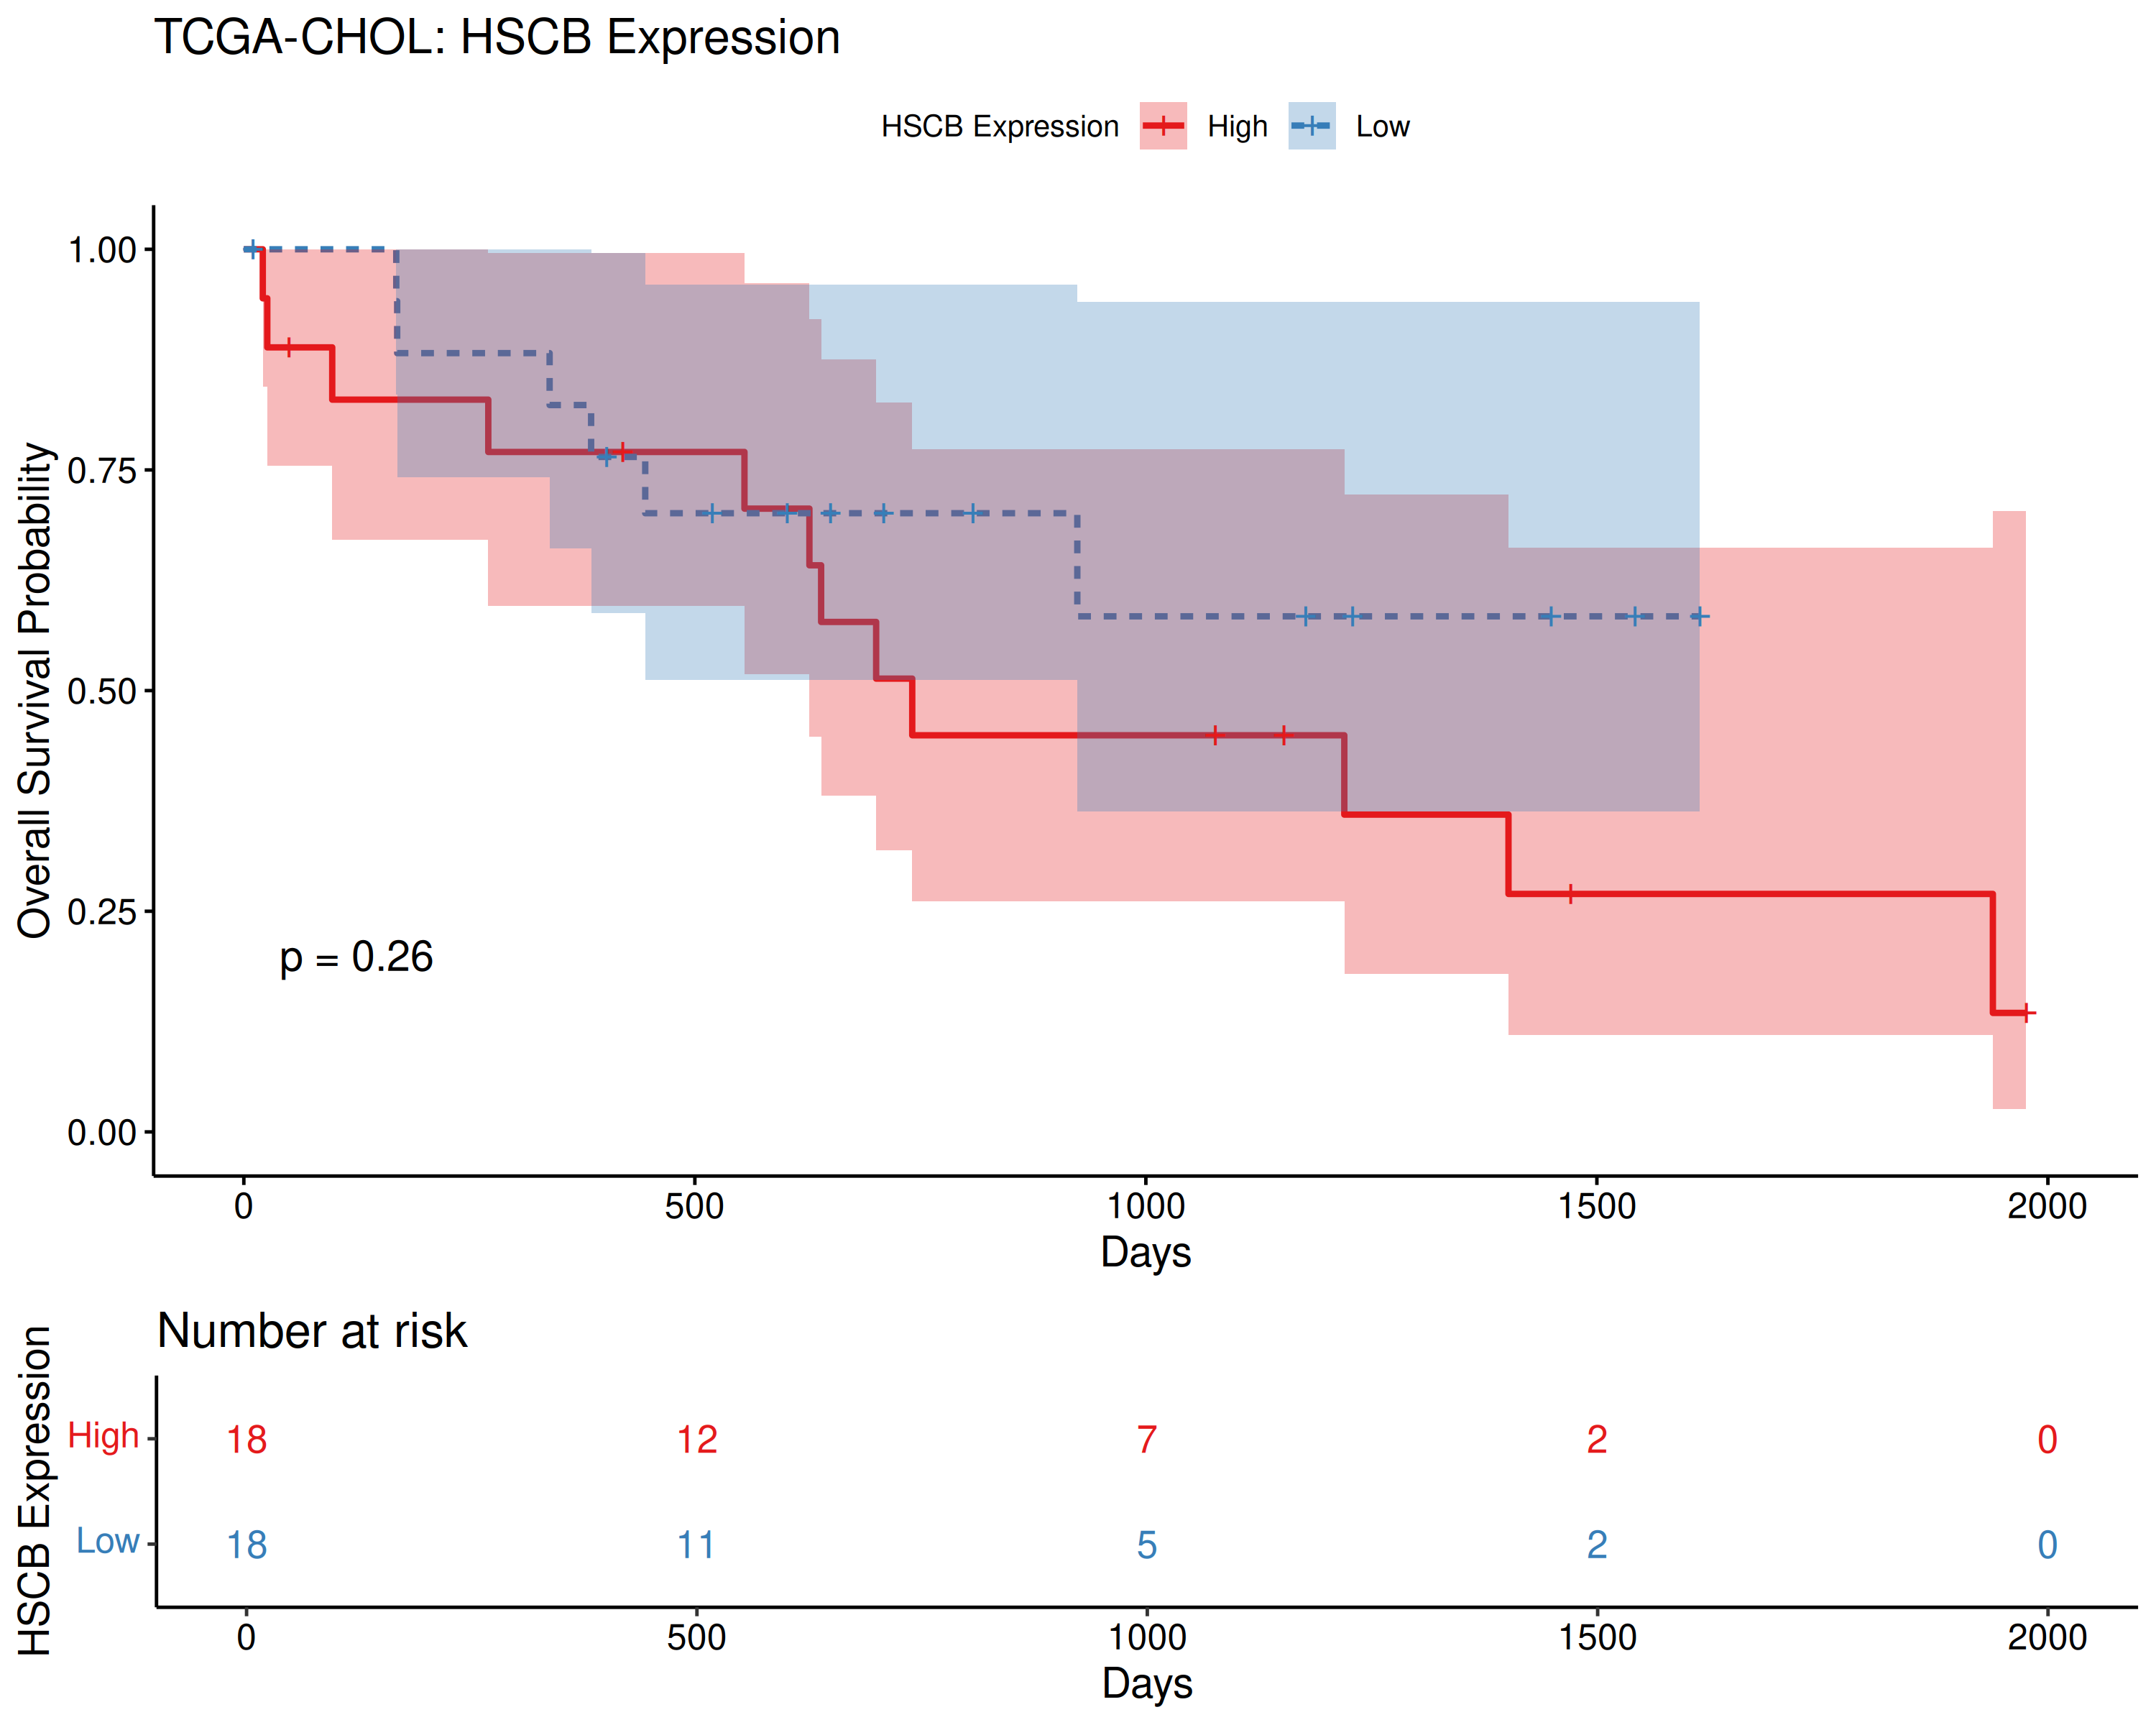 TCGA-CHOL: HSCB Expression
HSCB Expression High Low
Overall Survival Probability
1.00
0.75
0.50
0.25
0.00
p = 0.26
0 500 1000 1500 2000
Days
Number at risk
HSCB Expression
High 18 12 7 2 0
Low 18 11 5 2 0
0 500 1000 1500 2000
Days